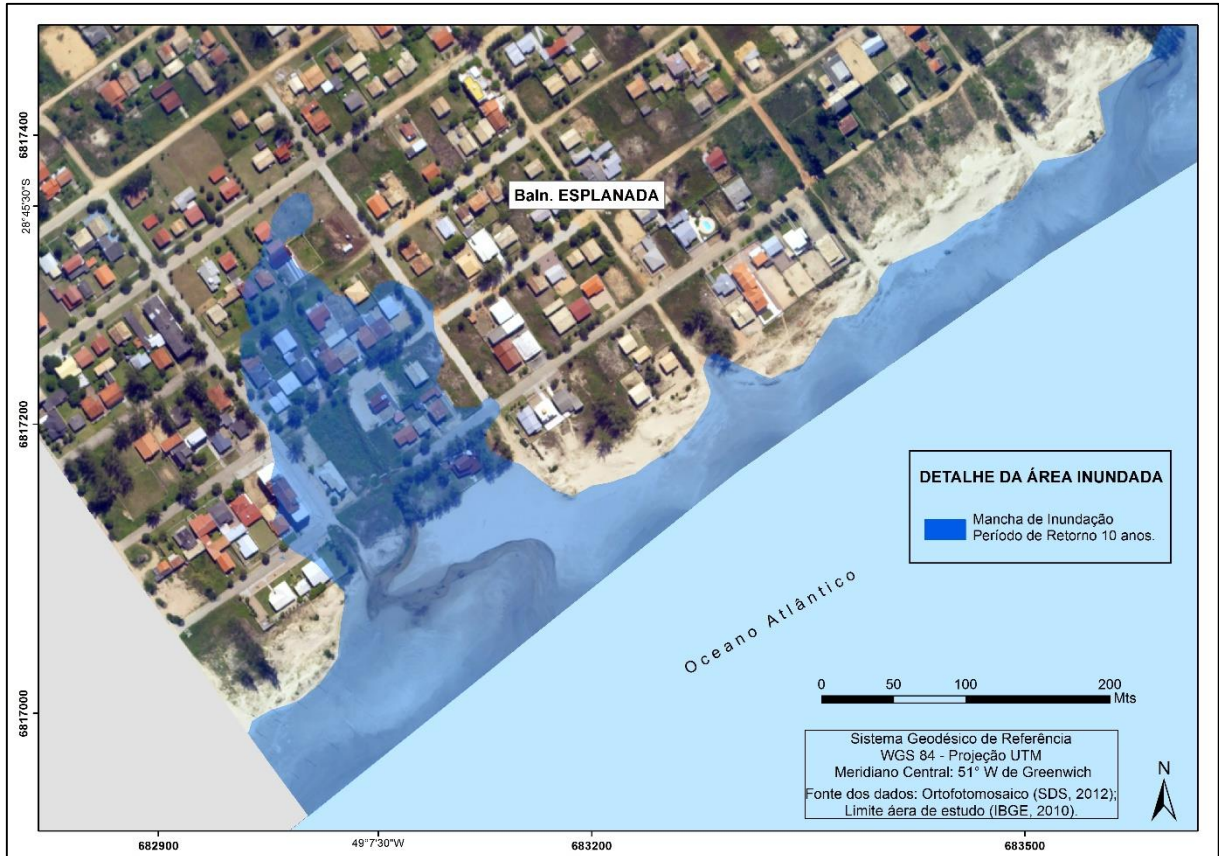 6817400
28°45'30"S
Baln. ESPLANADA
6817200
DETALHE DA ÁREA INUNDADA
Mancha de Inundação
Período de Retorno 10 anos.
Oceano Atlântico
0 50 100 200
Mts
6817000
Sistema Geodésico de Referência
WGS 84 - Projeção UTM
Meridiano Central: 51° W de Greenwich
Fonte dos dados: Ortofotomosaico (SDS, 2012);
Limite áera de estudo (IBGE, 2010).
N
682900 49°7'30"W 683200 683500